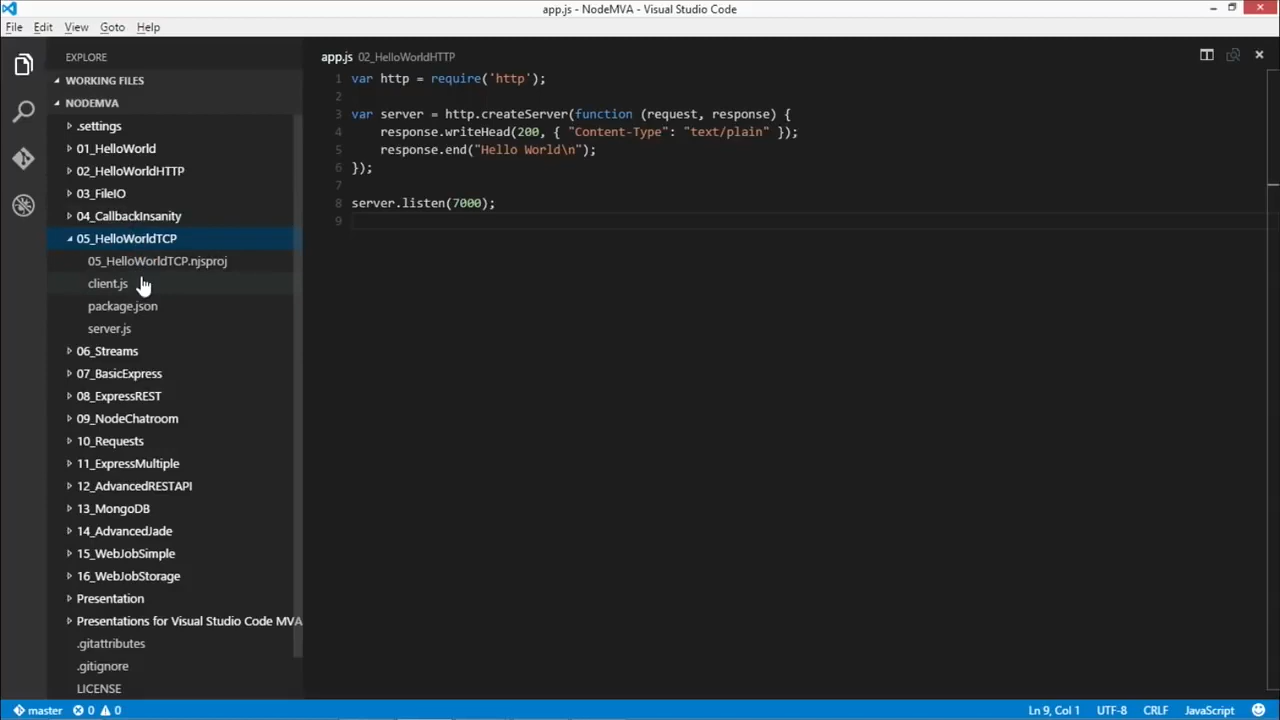 app.js - NodeMVA - Visual Studio Code
File Edit View Goto Help
EXPLORE
WORKING FILES
NODEMVA
.settings
01_HelloWorld
02_HelloWorldHTTP
03_FileIO
04_CallbackInsanity
05_HelloWorldTCP
05_HelloWorldTCP.njsproj
client.js
package.json
server.js
06_Streams
07_BasicExpress
08_ExpressREST
09_NodeChatroom
10_Requests
11_ExpressMultiple
12_AdvancedRESTAPI
13_MongoDB
14_AdvancedJade
15_WebJobSimple
16_WebJobStorage
Presentation
Presentations for Visual Studio Code MVA
.gitattributes
.gitignore
LICENSE
app.js 02_HelloWorldHTTP
1 var http = require('http');
2
3 var server = http.createServer(function (request, response) {
4 response.writeHead(200, { "Content-Type": "text/plain" });
5 response.end("Hello World\n");
6 });
7
8 server.listen(7000);
9
master 0 0 Ln 9, Col 1 UTF-8 CRLF JavaScript